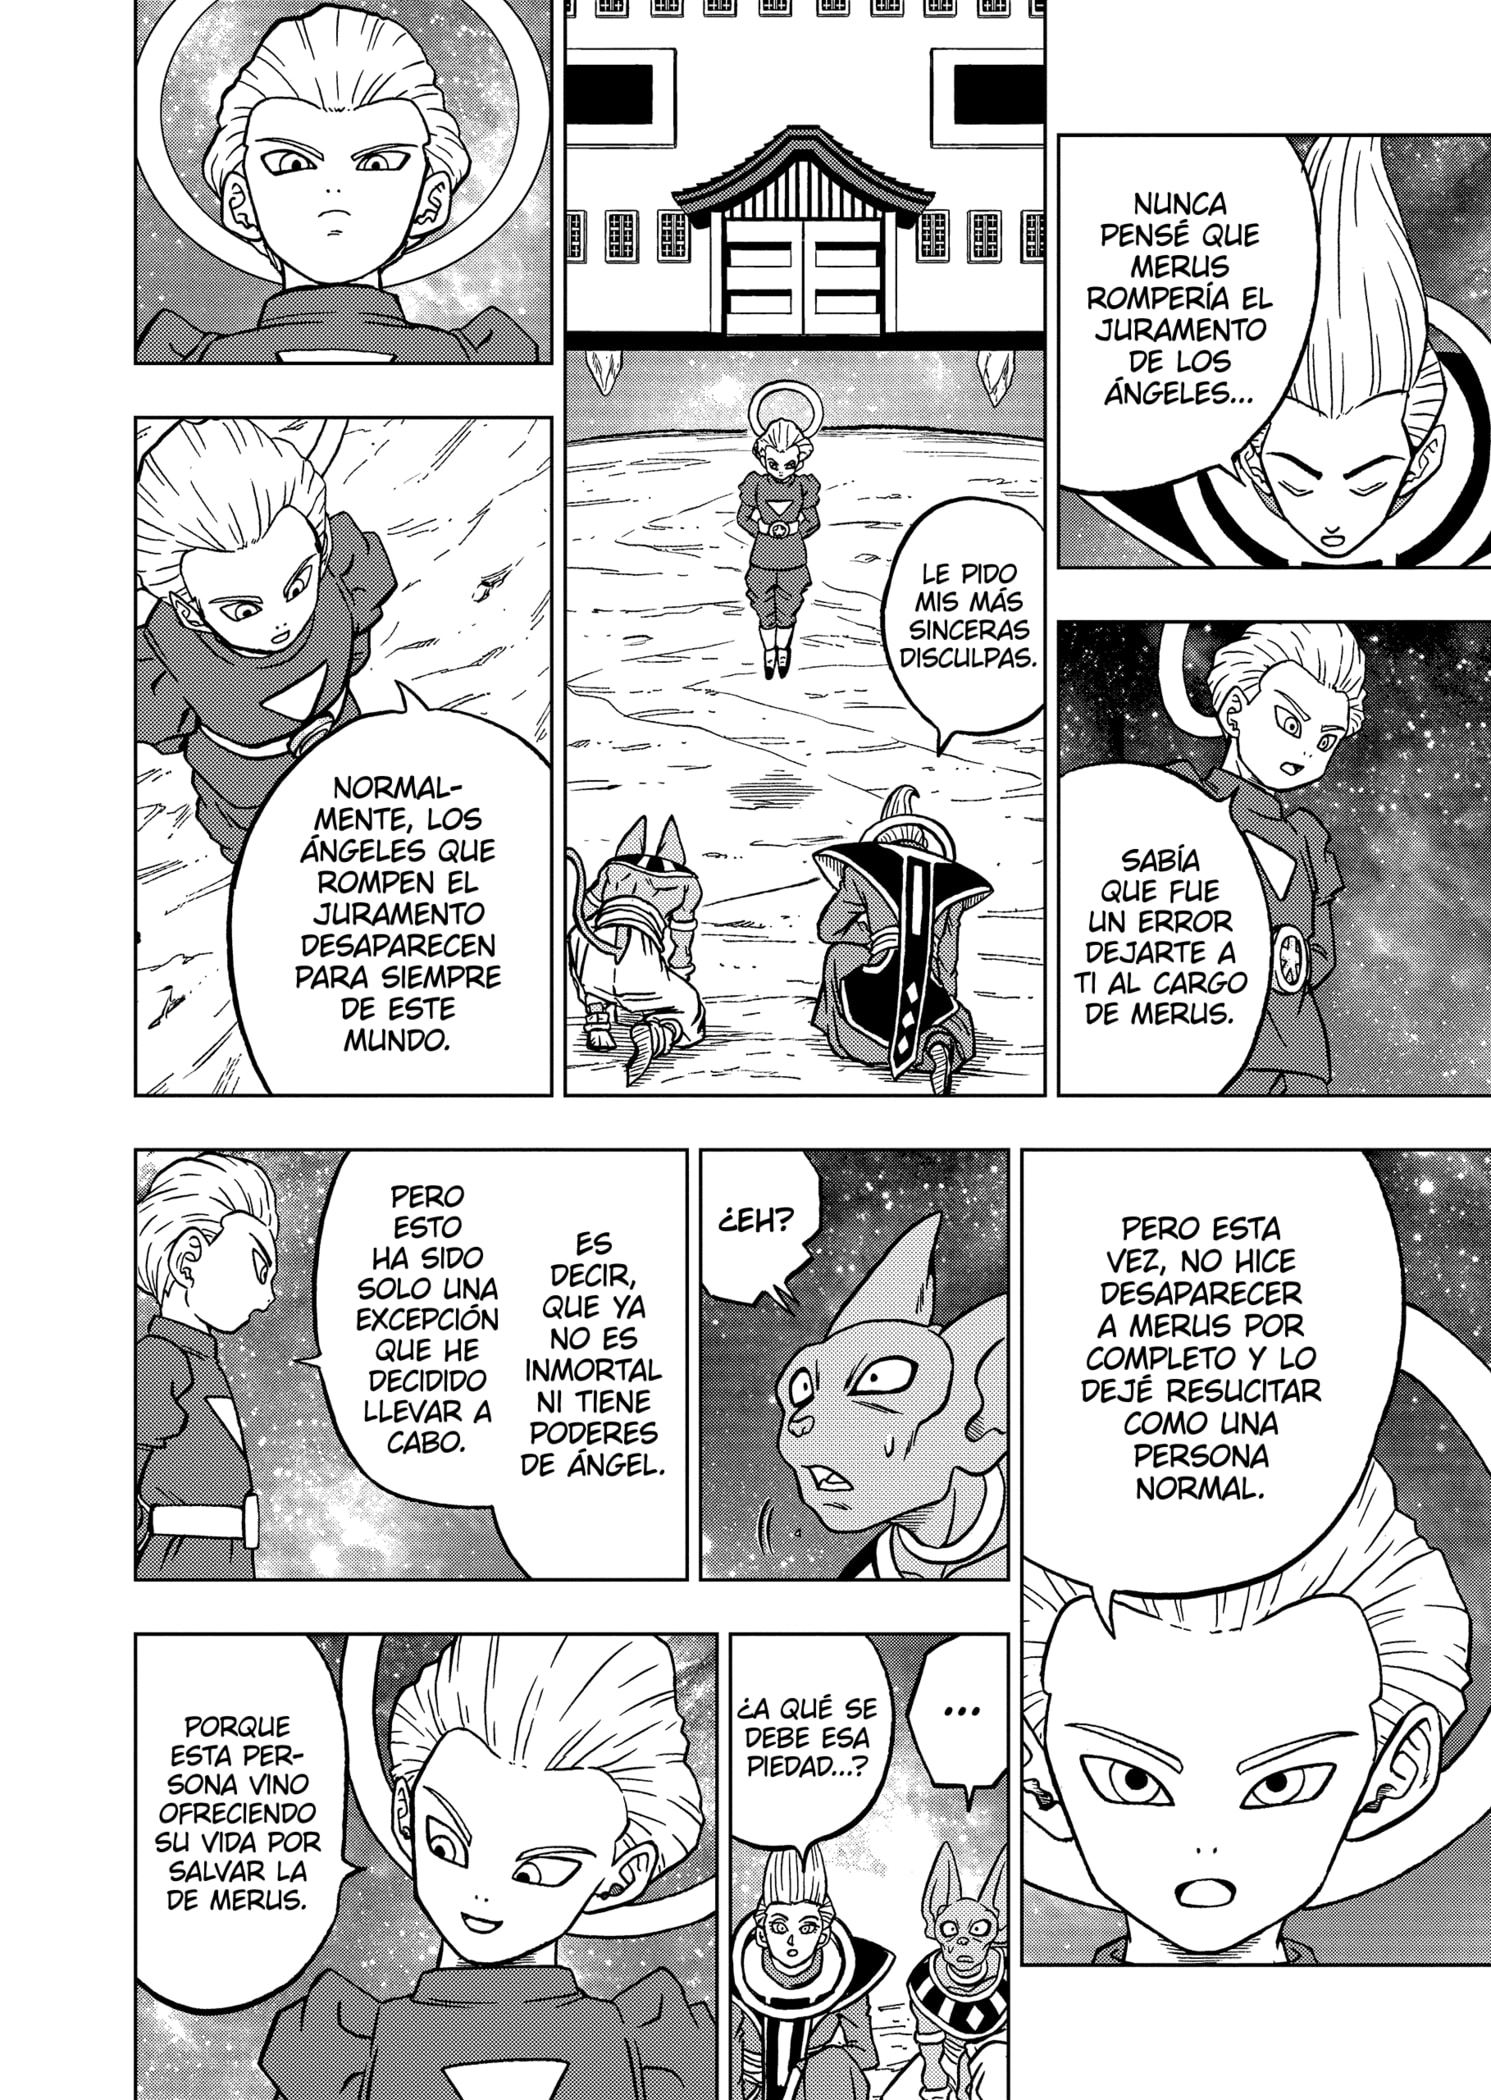 NUNCA
PENSÉ QUE
MERUS
ROMPERÍA EL
JURAMENTO
DE LOS
ÁNGELES...
LE PIDO
MIS MÁS
SINCERAS
DISCULPAS.
SABÍA
QUE FUE
UN ERROR
DEJARTE A
TI AL CARGO
DE MERUS.
NORMAL-
MENTE, LOS
ÁNGELES QUE
ROMPEN EL
JURAMENTO
DESAPARECEN
PARA SIEMPRE
DE ESTE
MUNDO.
PERO ESTA
VEZ, NO HICE
DESAPARECER
A MERUS POR
COMPLETO Y LO
DEJÉ RESUCITAR
COMO UNA
PERSONA
NORMAL.
¿EH?
ES
DECIR,
QUE YA
NO ES
INMORTAL
NI TIENE
PODERES
DE ÁNGEL.
PERO
ESTO
HA SIDO
SOLO UNA
EXCEPCIÓN
QUE HE
DECIDIDO
LLEVAR A
CABO.
...
¿A QUÉ SE
DEBE ESA
PIEDAD...?
PORQUE
ESTA PER-
SONA VINO
OFRECIENDO
SU VIDA POR
SALVAR LA
DE MERUS.